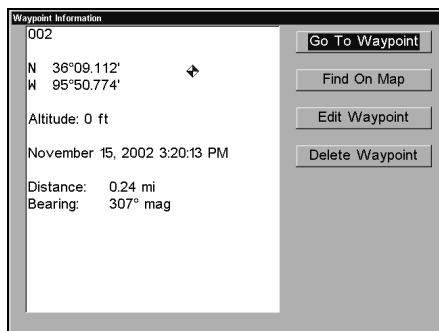 Waypoint Information
002
N 36°09.112'
W 95°50.774'
Altitude: 0 ft
November 15, 2002 3:20:13 PM
Distance: 0.24 mi
Bearing: 307° mag
Go To Waypoint
Find On Map
Edit Waypoint
Delete Waypoint